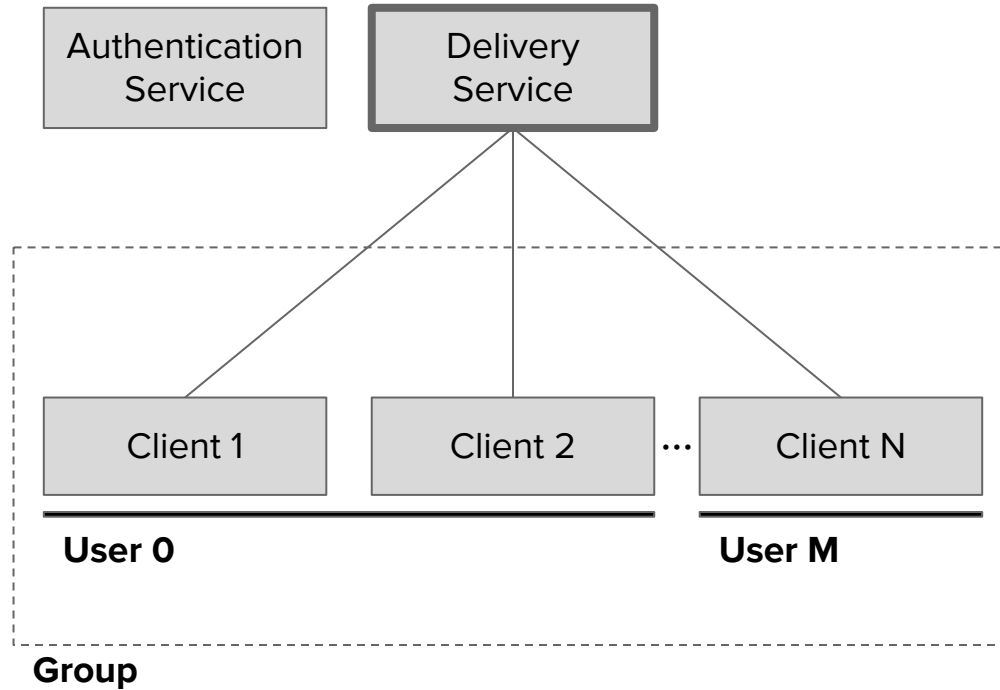 Authentication
Service
Delivery
Service
Client 1
Client 2
...
Client N
User 0
User M
Group